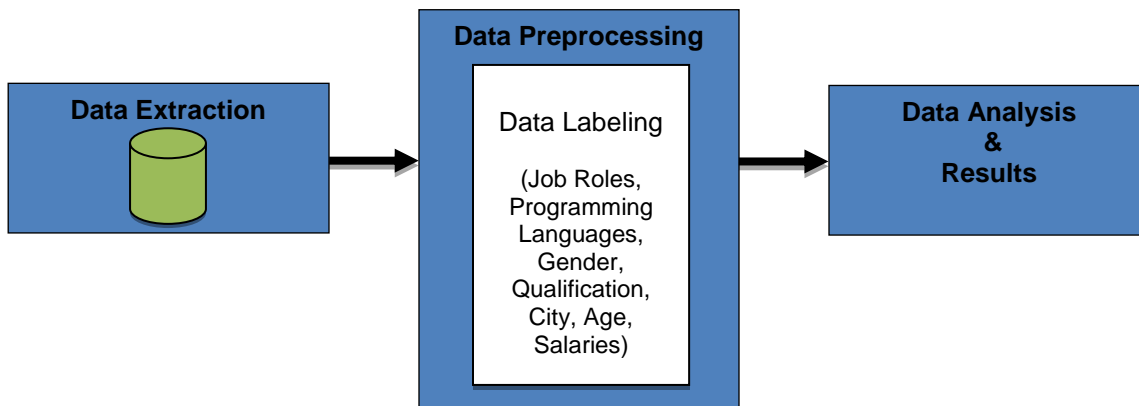 Data Extraction
Data Preprocessing
Data Labeling
(Job Roles,
Programming
Languages,
Gender,
Qualification,
City, Age,
Salaries)
Data Analysis
&
Results